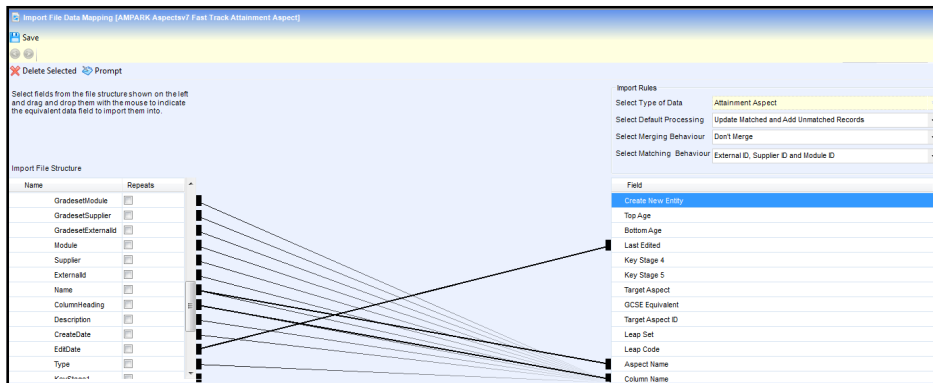 Import File Data Mapping [AMPARK Aspectsv7 Fast Track Attainment Aspect]
Save
Delete Selected Prompt
Select fields from the file structure shown on the left
and drag and drop them with the mouse to indicate
the equivalent data field to import them into.
Import Rules
Select Type of Data Attainment Aspect
Select Default Processing Update Matched and Add Unmatched Records
Select Merging Behaviour Don't Merge
Select Matching Behaviour External ID, Supplier ID and Module ID
Import File Structure
Name Repeats
GradesetModule
GradesetSupplier
GradesetExternalId
Module
Supplier
ExternalId
Name
ColumnHeading
Description
CreateDate
EditDate
Type
KeyStage1
Field
Create New Entity
Top Age
Bottom Age
Last Edited
Key Stage 4
Key Stage 5
Target Aspect
GCSE Equivalent
Target Aspect ID
Leap Set
Leap Code
Aspect Name
Column Name